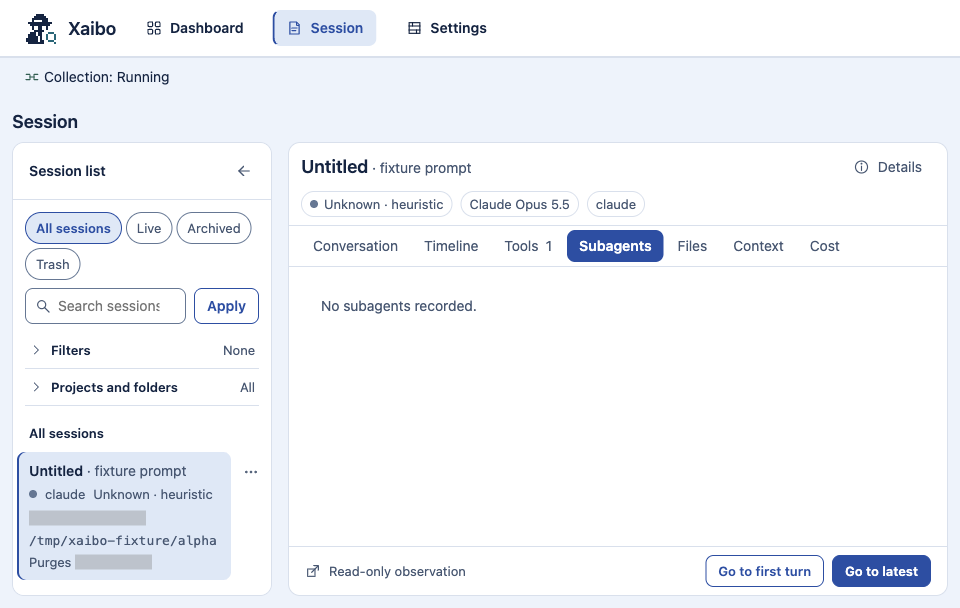 Xaibo Dashboard Session Settings
Collection: Running
Session
Session list
All sessions Live Archived
Trash
Search sessions Apply
Filters None
Projects and folders All
All sessions
Untitled · fixture prompt
claude Unknown · heuristic
/tmp/xaibo-fixture/alpha
Purges
Untitled · fixture prompt Details
Unknown · heuristic Claude Opus 5.5 claude
Conversation Timeline Tools 1 Subagents Files Context Cost
No subagents recorded.
Read-only observation Go to first turn Go to latest